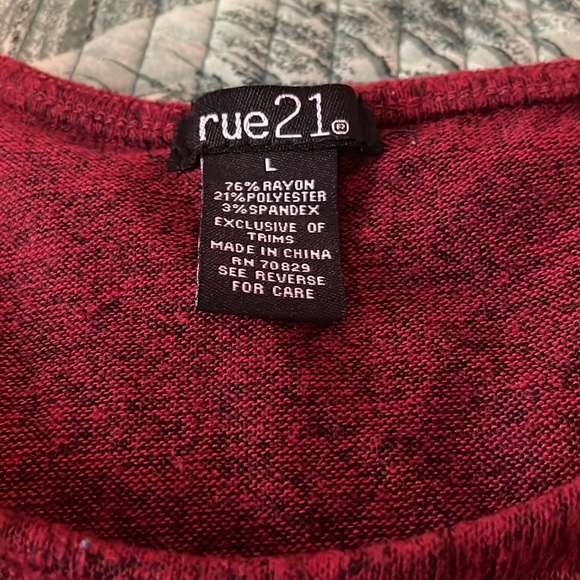 rue21®
L
76% RAYON
21% POLYESTER
3% SPANDEX
EXCLUSIVE OF
TRIMS
MADE IN CHINA
RN 70829
SEE REVERSE
FOR CARE